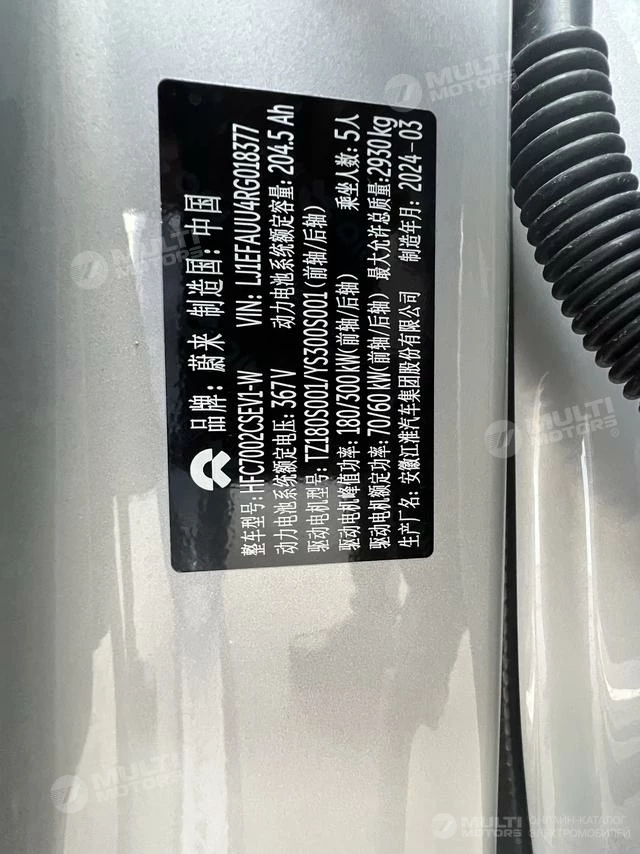 品牌: 蔚来 制造国: 中国
整车型号: HFC7002CSEV1-W VIN: LJ1EFAUU4RG018377
动力电池系统额定电压: 367V 动力电池系统额定容量: 204.5 Ah
驱动电机型号: TZ180S001/YS300S001 (前轴/后轴)
驱动电机峰值功率: 180/300 kW(前轴/后轴) 乘坐人数: 5人
驱动电机额定功率: 70/60 kW(前轴/后轴) 最大允许总质量: 2930kg
生产厂名: 安徽江淮汽车集团股份有限公司 制造年月: 2024-03
MULTI
MOTORS
MULTI
MOTORS
MULTI
MOTORS
MULTI
MOTORS
MULTI MOTORS ОНЛАЙН-КАТАЛОГ
ЭЛЕКТРОМОБИЛЕЙ